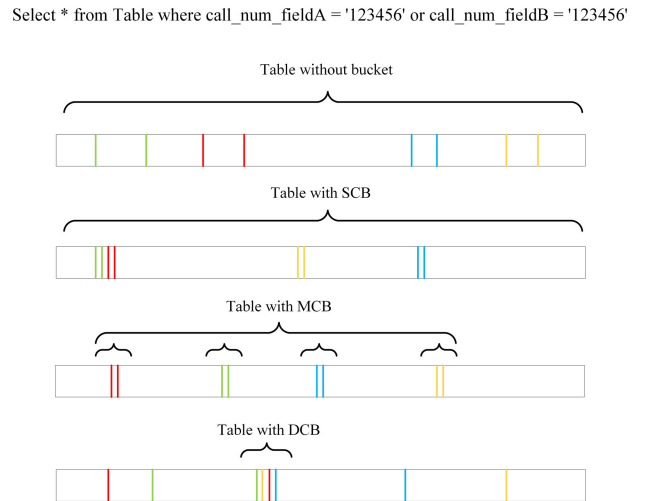 Select * from Table where call_num_fieldA = '123456' or call_num_fieldB = '123456'
Table without bucket
Table with SCB
Table with MCB
Table with DCB